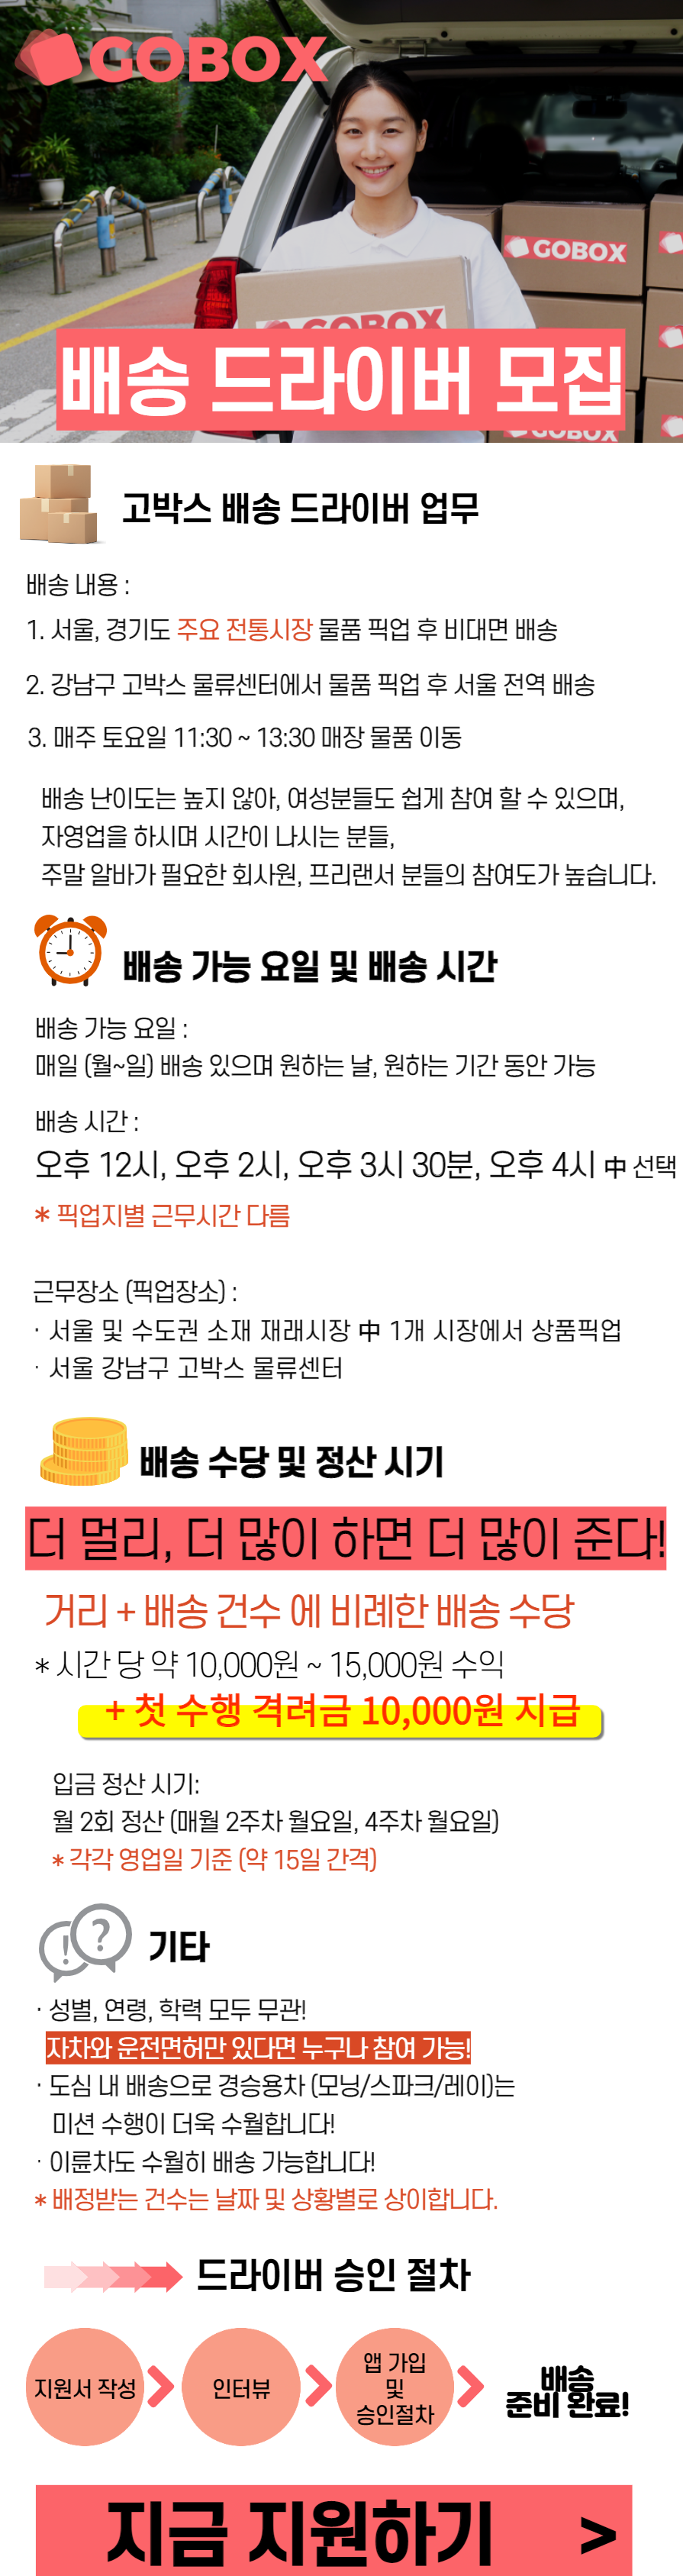 GOBOX
GOBOX
GOBOX
배송 드라이버 모집
GOBOX
고박스 배송 드라이버 업무
배송 내용 :
1. 서울, 경기도 주요 전통시장 물품 픽업 후 비대면 배송
2. 강남구 고박스 물류센터에서 물품 픽업 후 서울 전역 배송
3. 매주 토요일 11:30 ~ 13:30 매장 물품 이동
배송 난이도는 높지 않아, 여성분들도 쉽게 참여 할 수 있으며,
자영업을 하시며 시간이 나시는 분들,
주말 알바가 필요한 회사원, 프리랜서 분들의 참여도가 높습니다.
배송 가능 요일 및 배송 시간
배송 가능 요일 :
매일 (월~일) 배송 있으며 원하는 날, 원하는 기간 동안 가능
배송 시간 :
오후 12시, 오후 2시, 오후 3시 30분, 오후 4시 中 선택
* 픽업지별 근무시간 다름
근무장소 (픽업장소) :
· 서울 및 수도권 소재 재래시장 中 1개 시장에서 상품픽업
· 서울 강남구 고박스 물류센터
배송 수당 및 정산 시기
더 멀리, 더 많이 하면 더 많이 준다!
거리 + 배송 건수 에 비례한 배송 수당
* 시간 당 약 10,000원 ~ 15,000원 수익
+ 첫 수행 격려금 10,000원 지급
입금 정산 시기:
월 2회 정산 (매월 2주차 월요일, 4주차 월요일)
* 각각 영업일 기준 (약 15일 간격)
!
?
기타
· 성별, 연령, 학력 모두 무관!
자차와 운전면허만 있다면 누구나 참여 가능!
· 도심 내 배송으로 경승용차 (모닝/스파크/레이)는
미션 수행이 더욱 수월합니다!
· 이륜차도 수월히 배송 가능합니다!
* 배정받는 건수는 날짜 및 상황별로 상이합니다.
드라이버 승인 절차
지원서 작성
인터뷰
앱 가입
및
승인절차
배송
준비 완료!
지금 지원하기 >